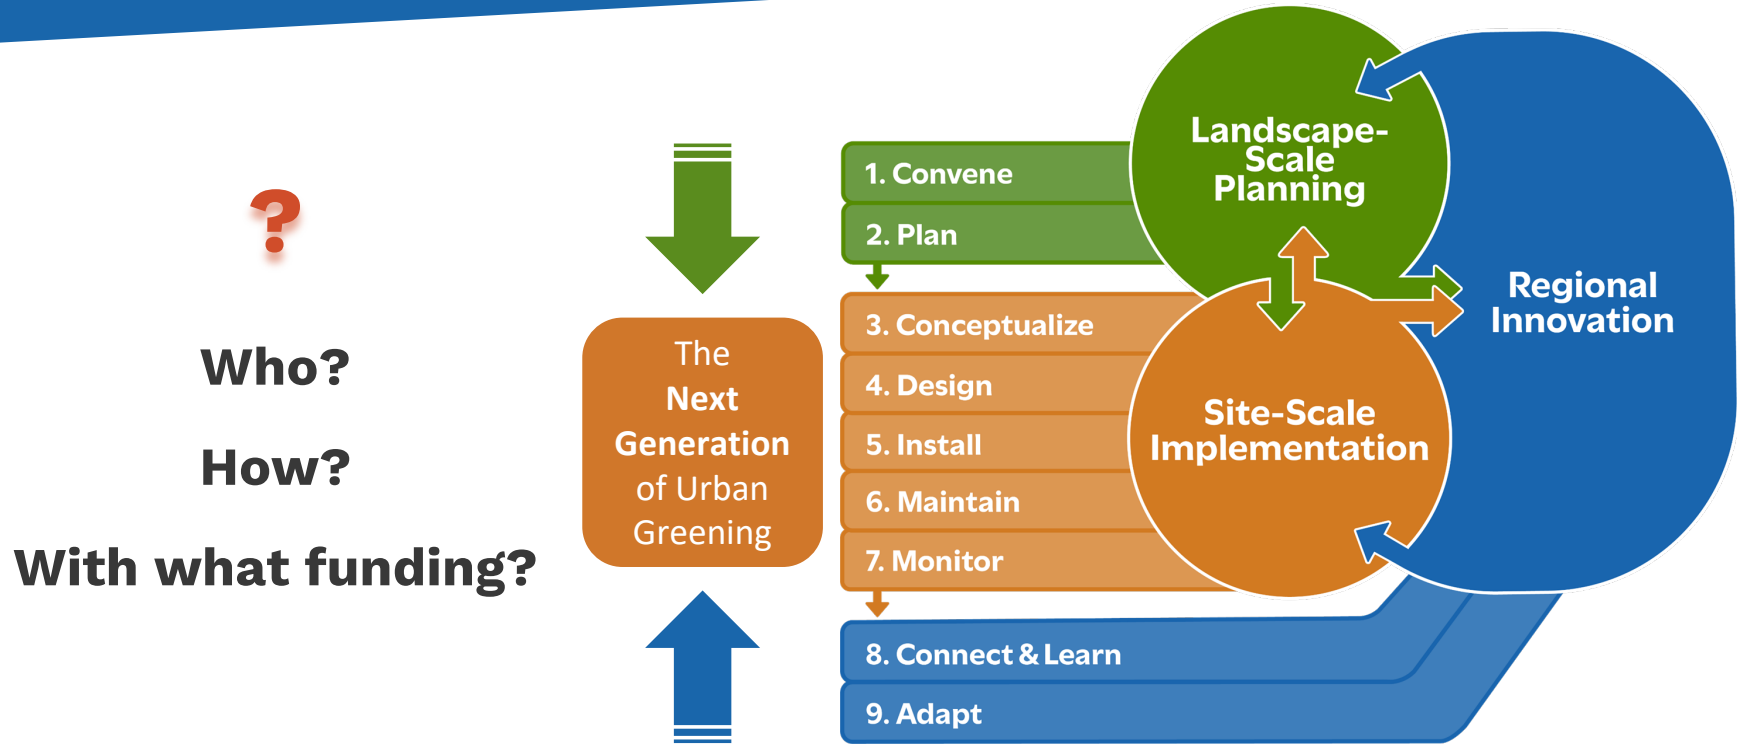 ?
Who?
How?
With what funding?
The
Next
Generation
of Urban
Greening
1. Convene
2. Plan
3. Conceptualize
4. Design
5. Install
6. Maintain
7. Monitor
8. Connect & Learn
9. Adapt
Landscape-
Scale
Planning
Site-Scale
Implementation
Regional
Innovation